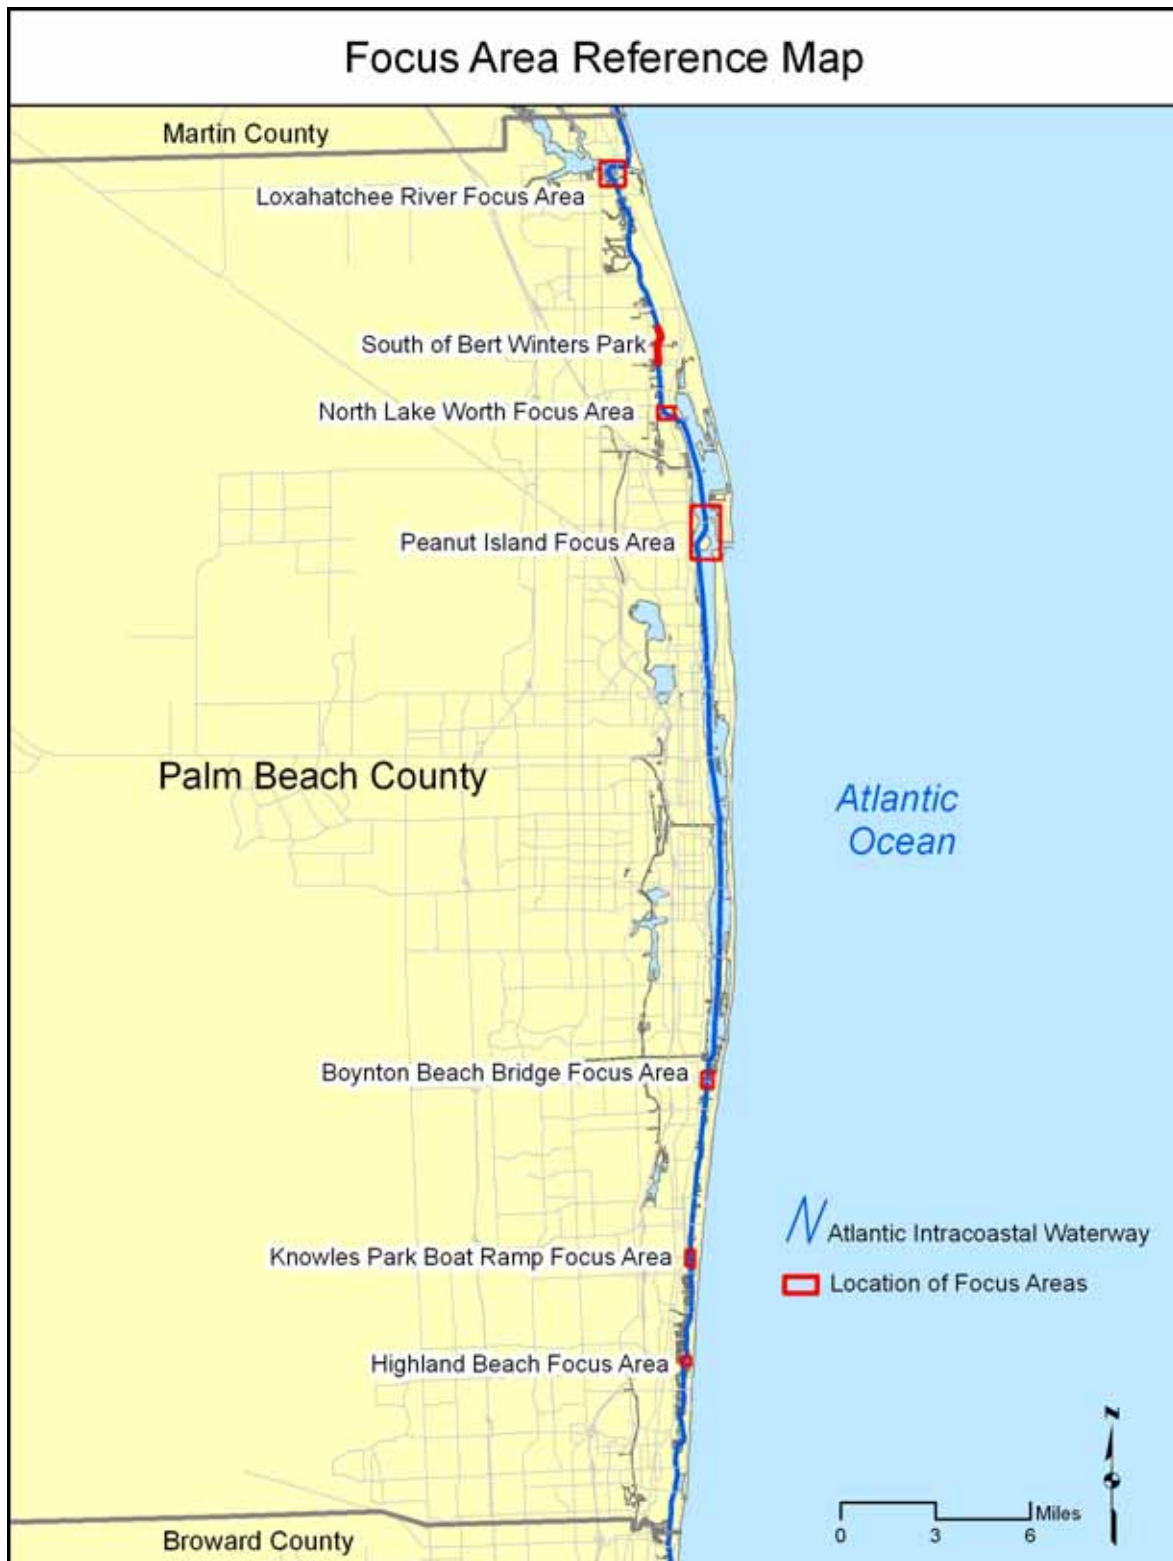 Focus Area Reference Map
Martin County
Loxahatchee River Focus Area
South of Bert Winters Park
North Lake Worth Focus Area
Peanut Island Focus Area
Palm Beach County
Atlantic
Ocean
Boynton Beach Bridge Focus Area
Atlantic Intracoastal Waterway
Knowles Park Boat Ramp Focus Area
Location of Focus Areas
Highland Beach Focus Area
N
Miles
0 3 6
Broward County